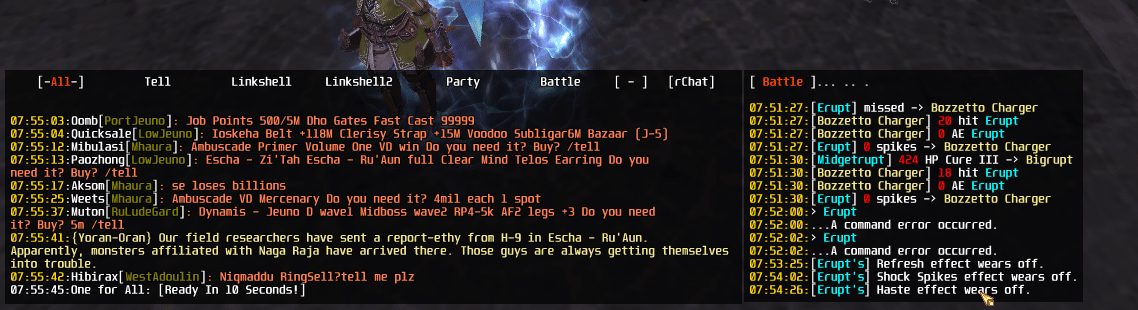 [-All-] Tell Linkshell Linkshell2 Party Battle [ - ] [rChat]
07:55:03:Oomb[PortJeuno]: Job Points 500/5M Dho Gates Fast Cast 99999
07:55:04:Quicksale[LowJeuno]: Ioskeha Belt +118M Clerisy Strap +15M Voodoo Subligar6M Bazaar (J-5)
07:55:12:Mibulasi[Mhaura]: Ambuscade Primer Volume One VD win Do you need it? Buy? /tell
07:55:13:Paozhong[LowJeuno]: Escha - Zi'Tah Escha - Ru'Aun full Clear Mind Telos Earring Do you
need it? Buy? /tell
07:55:17:Aksom[Mhaura]: se loses billions
07:55:25:Weets[Mhaura]: Ambuscade VD Mercenary Do you need it? 4mil each 1 spot
07:55:37:Muton[RuLudeGard]: Dynamis - Jeuno D wave1 Midboss wave2 RP4-5k AF2 legs +3 Do you need
it? Buy? 5m /tell
07:55:41:{Yoran-Oran} Our field researchers have sent a report-ethy from H-9 in Escha - Ru'Aun.
Apparently, monsters affiliated with Naga Raja have arrived there. Those guys are always getting themselves
into trouble.
07:55:42:Hibirax[WestAdoulin]: Niqmaddu RingSell?tell me plz
07:55:45:One for All: [Ready In 10 Seconds!]
[ Battle ]... .. .
07:51:27:[Erupt] missed -> Bozzetto Charger
07:51:27:[Bozzetto Charger] 20 hit Erupt
07:51:27:[Bozzetto Charger] 0 AE Erupt
07:51:27:[Erupt] 0 spikes -> Bozzetto Charger
07:51:30:[Midgetrupt] 424 HP Cure III -> Bigrupt
07:51:30:[Bozzetto Charger] 18 hit Erupt
07:51:30:[Bozzetto Charger] 0 AE Erupt
07:51:30:[Erupt] 0 spikes -> Bozzetto Charger
07:52:00:> Erupt
07:52:00:...A command error occurred.
07:52:02:> Erupt
07:52:02:...A command error occurred.
07:53:25:[Erupt's] Refresh effect wears off.
07:54:02:[Erupt's] Shock Spikes effect wears off.
07:54:26:[Erupt's] Haste effect wears off.